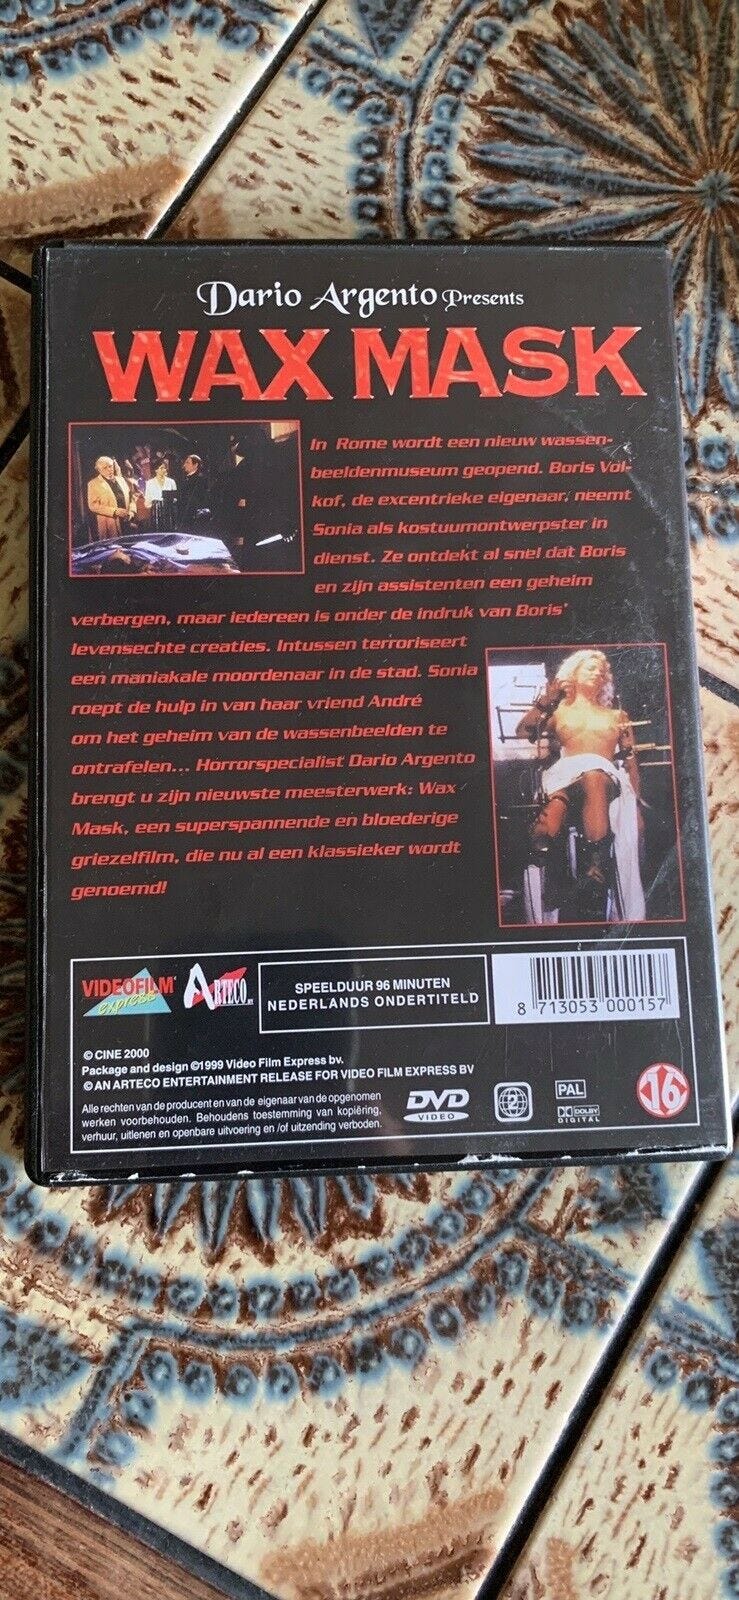 Dario Argento Presents
WAX MASK
In Rome wordt een nieuw wassen-
beeldenmuseum geopend. Boris Vol-
kof, de excentrieke eigenaar, neemt
Sonia als kostuumontwerpster in
dienst. Ze ontdekt al snel dat Boris
en zijn assistenten een geheim
verbergen, maar iedereen is onder de indruk van Boris'
levensechte creaties. Intussen terroriseert
een maniakale moordenaar in de stad. Sonia
roept de hulp in van haar vriend André
om het geheim van de wassenbeelden te
ontrafelen... Horrorspecialist Dario Argento
brengt u zijn nieuwste meesterwerk: Wax
Mask, een superspannende en bloederige
griezelfilm, die nu al een klassieker wordt
genoemd!
VIDEOFILM
express
ARTECO BV
SPEELDUUR 96 MINUTEN
NEDERLANDS ONDERTITELD
8 713053 000157
© CINE 2000
Package and design ©1999 Video Film Express bv.
© AN ARTECO ENTERTAINMENT RELEASE FOR VIDEO FILM EXPRESS BV
Alle rechten van de producent en van de eigenaar van de opgenomen
werken voorbehouden. Behoudens toestemming van kopiëring,
verhuur, uitlenen en openbare uitvoering en /of uitzending verboden.
DVD
VIDEO
2
PAL
DOLBY
DIGITAL
16